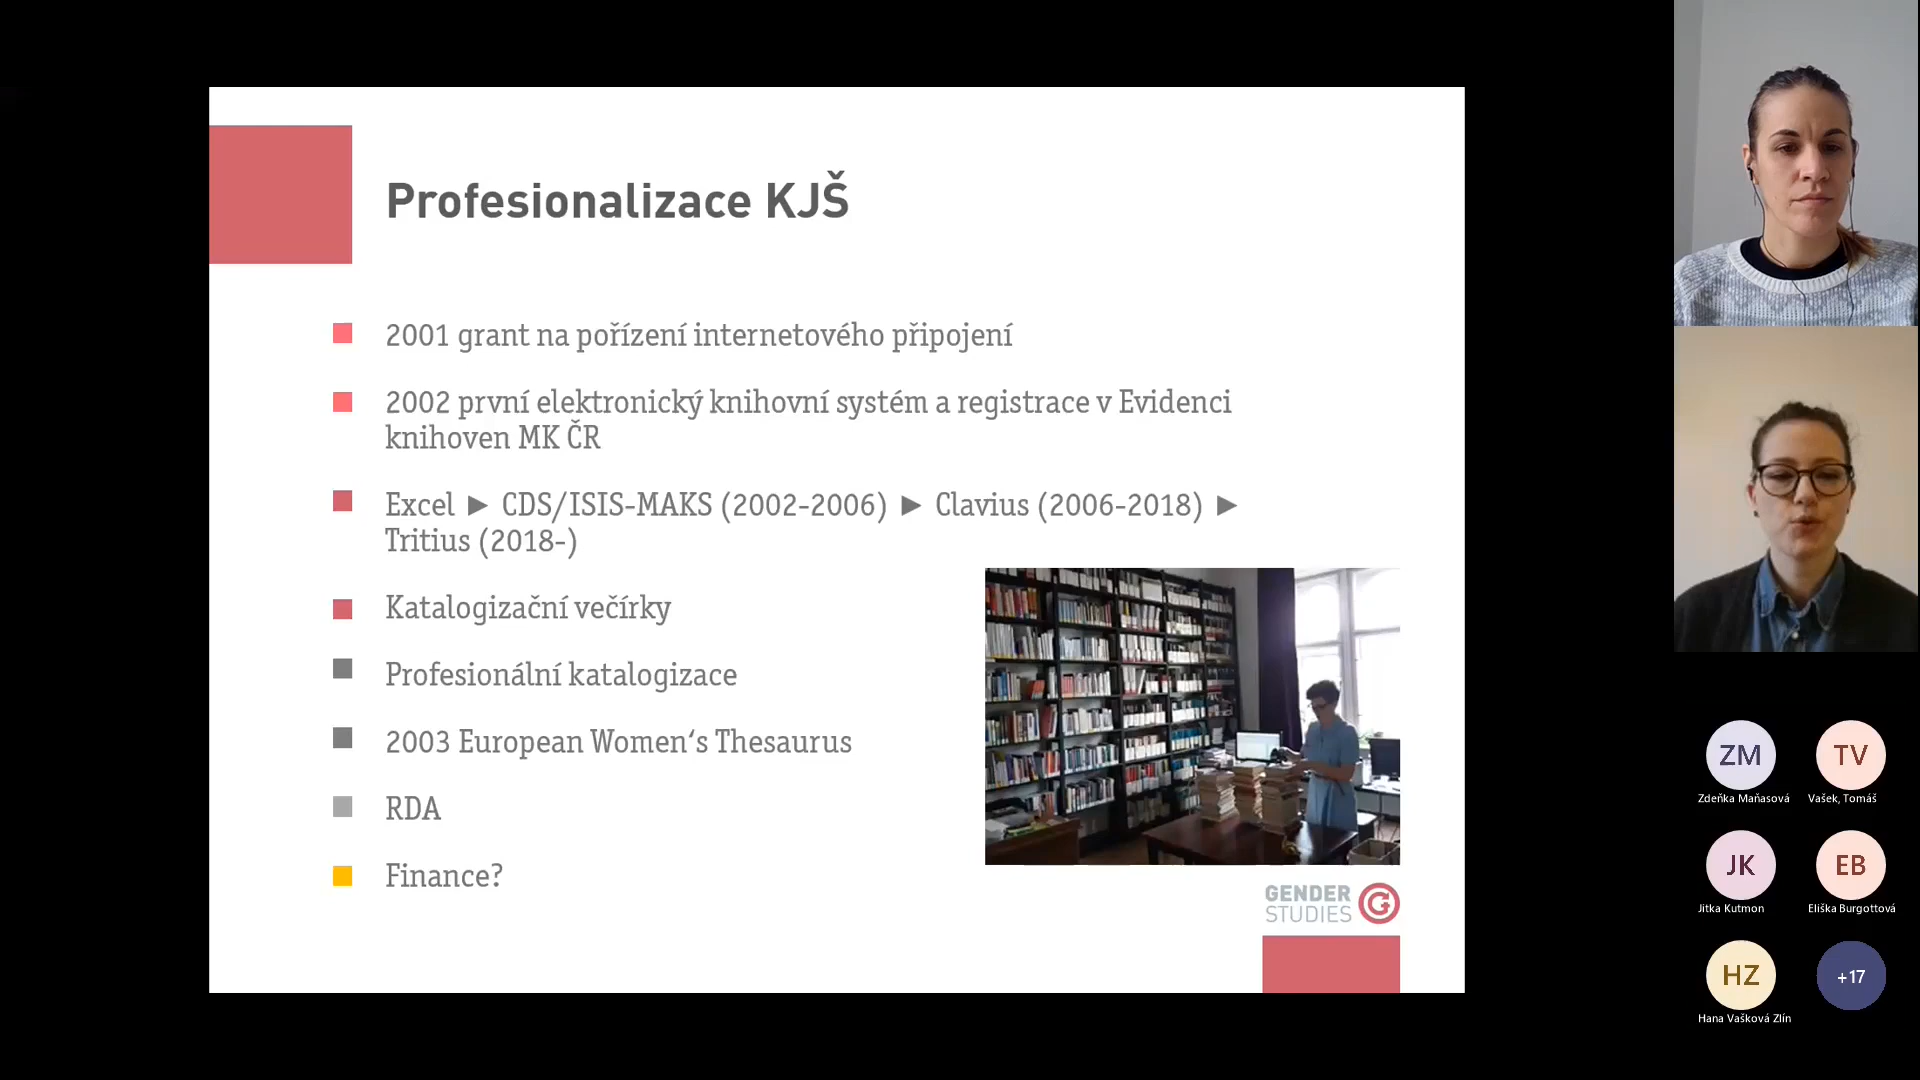 Profesionalizace KJŠ
2001 grant na pořízení internetového připojení
2002 první elektronický knihovní systém a registrace v Evidenci
knihoven MK ČR
Excel ► CDS/ISIS-MAKS (2002-2006) ► Clavius (2006-2018) ►
Tritius (2018-)
Katalogizační večírky
Profesionální katalogizace
2003 European Women‘s Thesaurus
RDA
Finance?
GENDER
STUDIES
ZM
Zdeňka Maňasová
TV
Vašek, Tomáš
JK
Jitka Kutmon
EB
Eliška Burgottová
HZ
Hana Vašková Zlín
+17